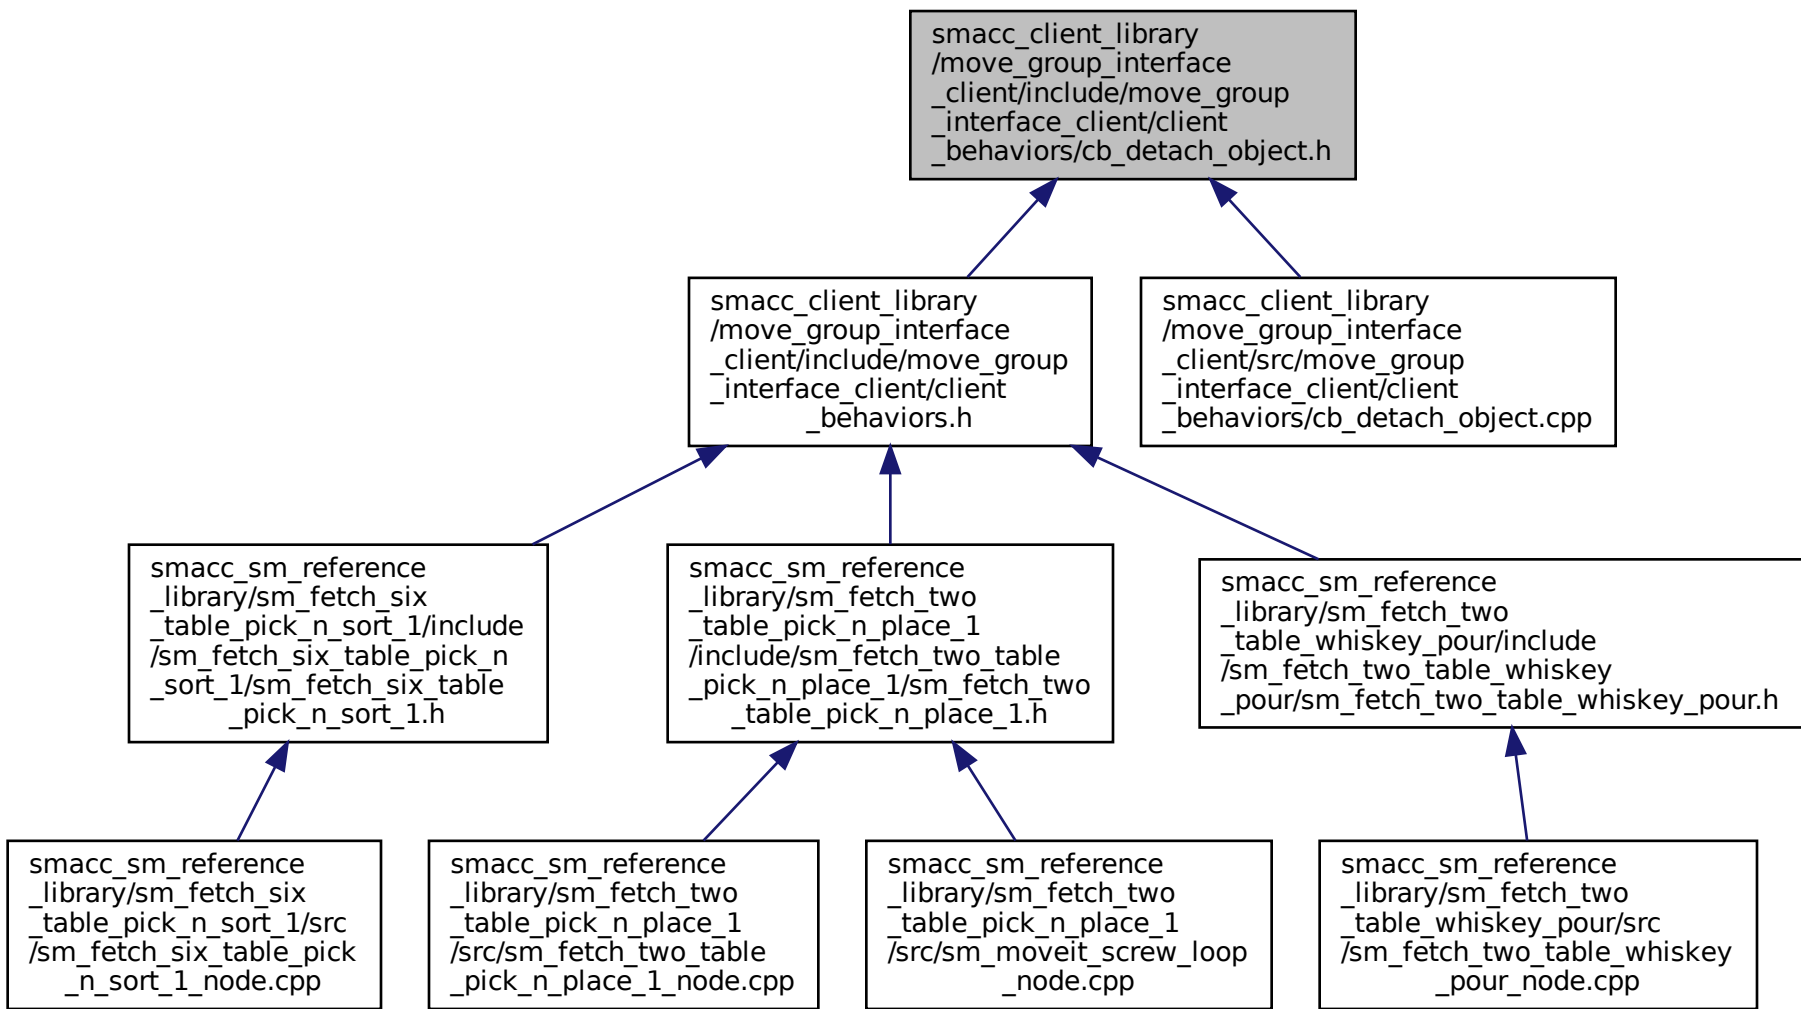 smacc_client_library
/move_group_interface
_client/include/move_group
_interface_client/client
_behaviors/cb_detach_object.h
smacc_client_library
/move_group_interface
_client/include/move_group
_interface_client/client
_behaviors.h
smacc_client_library
/move_group_interface
_client/src/move_group
_interface_client/client
_behaviors/cb_detach_object.cpp
smacc_sm_reference
_library/sm_fetch_six
_table_pick_n_sort_1/include
/sm_fetch_six_table_pick_n
_sort_1/sm_fetch_six_table
_pick_n_sort_1.h
smacc_sm_reference
_library/sm_fetch_two
_table_pick_n_place_1
/include/sm_fetch_two_table
_pick_n_place_1/sm_fetch_two
_table_pick_n_place_1.h
smacc_sm_reference
_library/sm_fetch_two
_table_whiskey_pour/include
/sm_fetch_two_table_whiskey
_pour/sm_fetch_two_table_whiskey_pour.h
smacc_sm_reference
_library/sm_fetch_six
_table_pick_n_sort_1/src
/sm_fetch_six_table_pick
_n_sort_1_node.cpp
smacc_sm_reference
_library/sm_fetch_two
_table_pick_n_place_1
/src/sm_fetch_two_table
_pick_n_place_1_node.cpp
smacc_sm_reference
_library/sm_fetch_two
_table_pick_n_place_1
/src/sm_moveit_screw_loop
_node.cpp
smacc_sm_reference
_library/sm_fetch_two
_table_whiskey_pour/src
/sm_fetch_two_table_whiskey
_pour_node.cpp